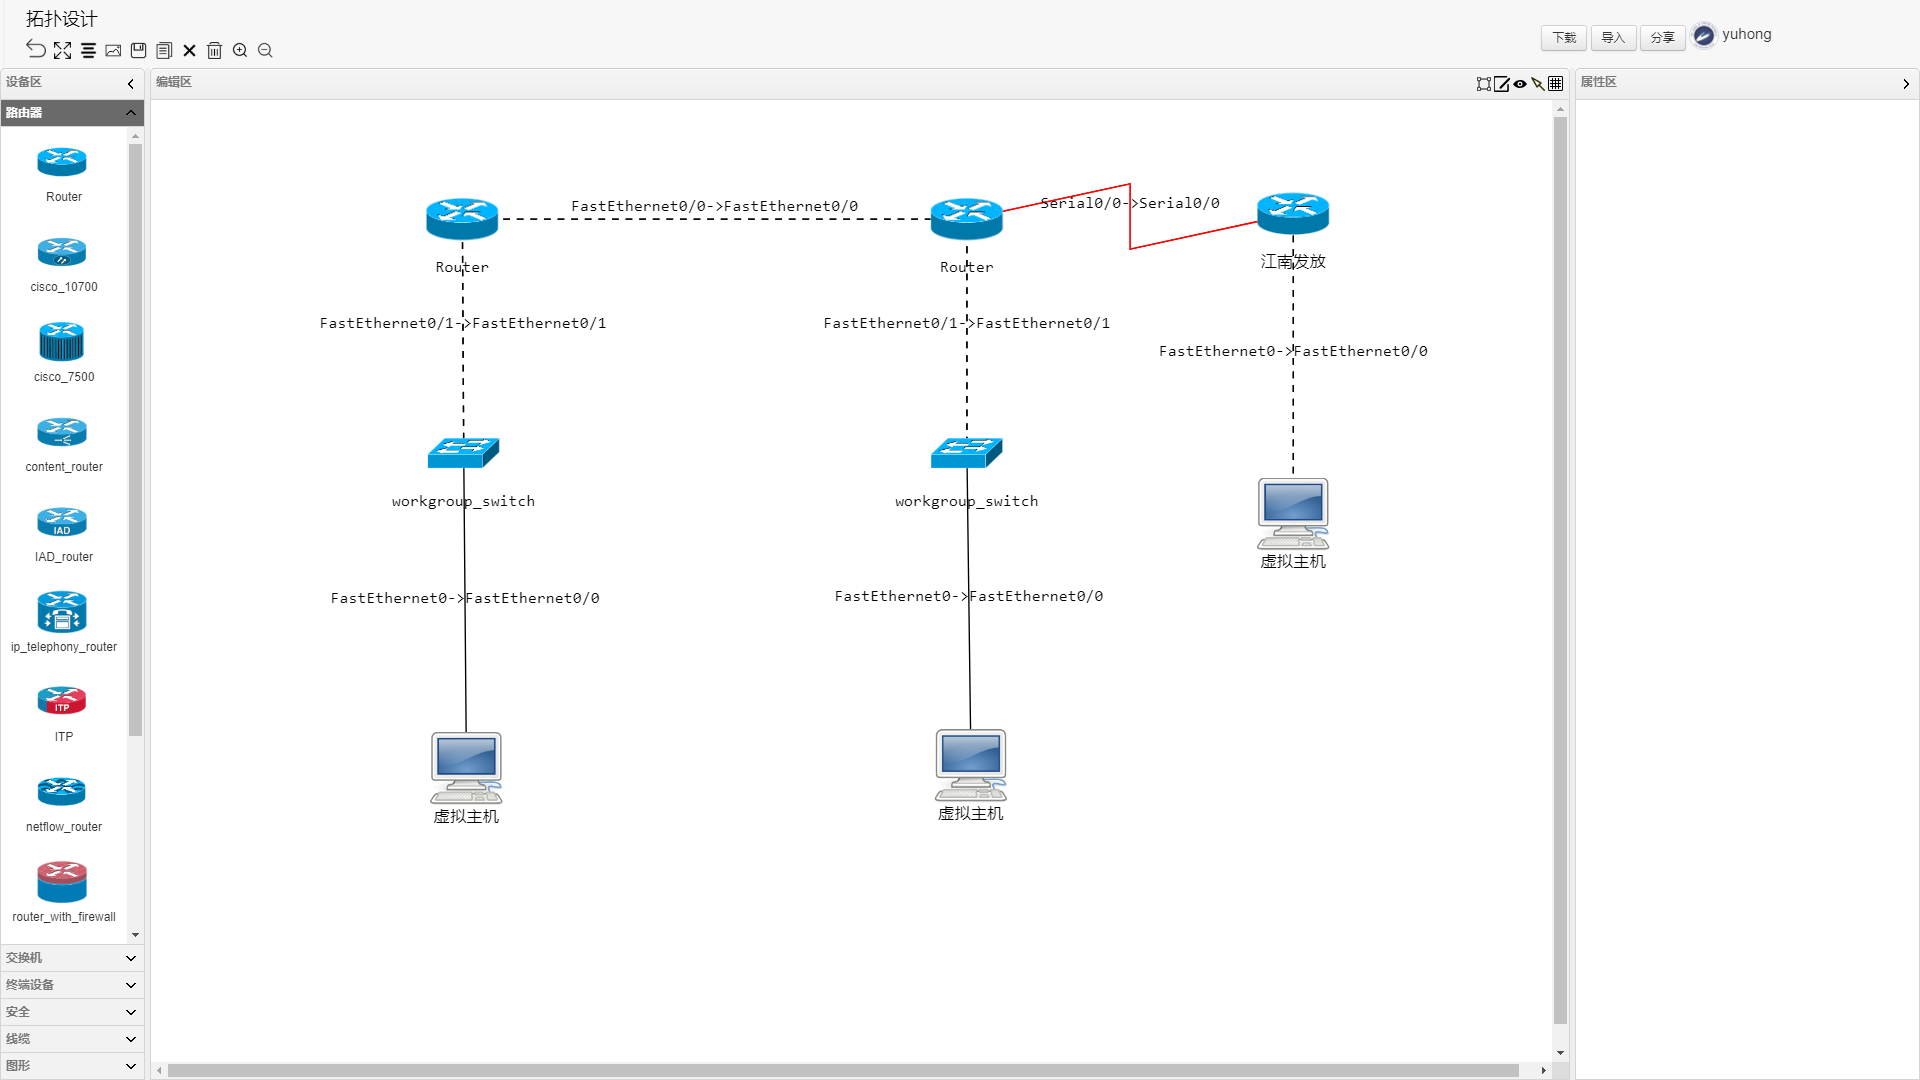 拓扑设计
下载
导入
分享
yuhong
设备区
编辑区
属性区
路由器
Router
cisco_10700
cisco_7500
content_router
IAD
IAD_router
ip_telephony_router
ITP
ITP
netflow_router
router_with_firewall
交换机
终端设备
安全
线缆
图形
FastEthernet0/0->FastEthernet0/0
Serial0/0->Serial0/0
Router
Router
江南发放
FastEthernet0/1->FastEthernet0/1
FastEthernet0/1->FastEthernet0/1
FastEthernet0->FastEthernet0/0
workgroup_switch
workgroup_switch
虚拟主机
FastEthernet0->FastEthernet0/0
FastEthernet0->FastEthernet0/0
虚拟主机
虚拟主机